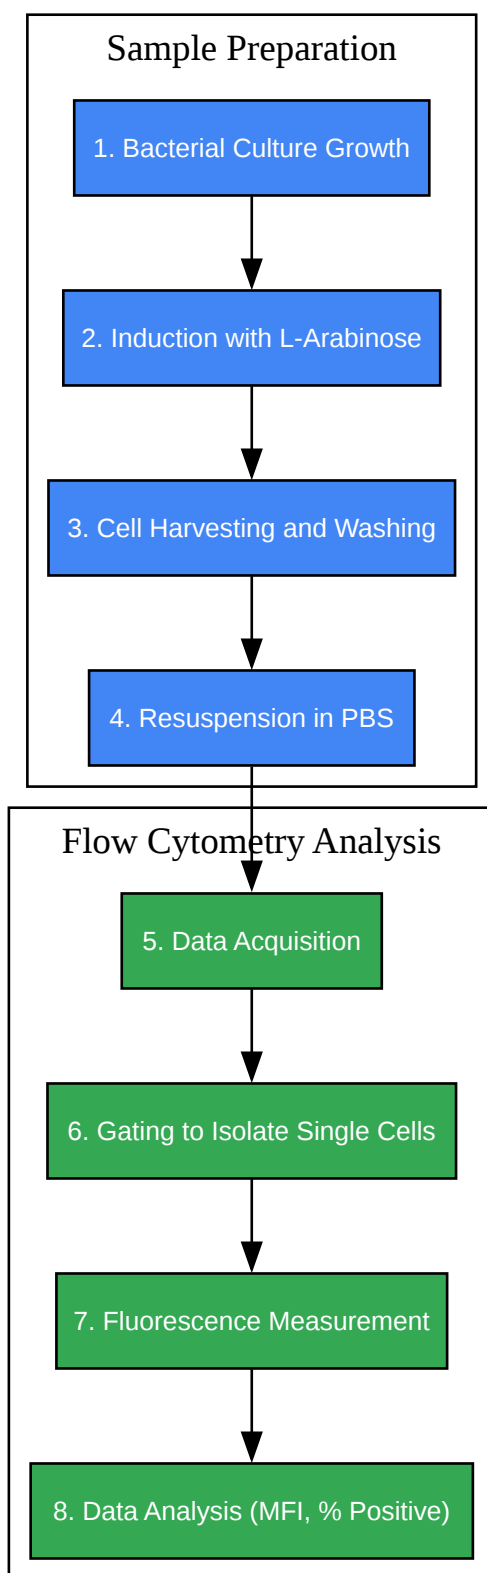 Sample Preparation
1. Bacterial Culture Growth
2. Induction with L-Arabinose
3. Cell Harvesting and Washing
4. Resuspension in PBS
Flow Cytometry Analysis
5. Data Acquisition
6. Gating to Isolate Single Cells
7. Fluorescence Measurement
8. Data Analysis (MFI, % Positive)